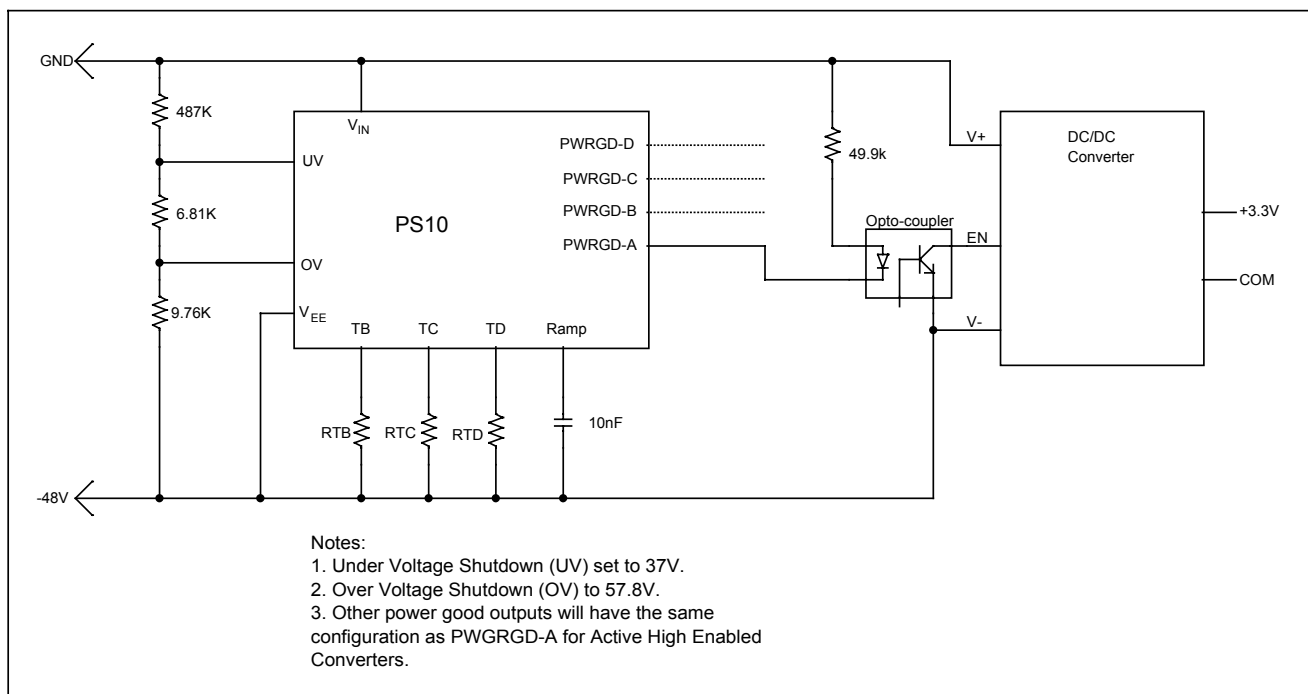 GND
487K
V_IN
UV
6.81K
OV
9.76K
V_EE
PS10
PWRGD-D
PWRGD-C
PWRGD-B
PWRGD-A
TB
TC
TD
Ramp
RTB
RTC
RTD
10nF
49.9k
Opto-coupler
V+
EN
V-
DC/DC
Converter
+3.3V
COM
-48V
Notes:
1. Under Voltage Shutdown (UV) set to 37V.
2. Over Voltage Shutdown (OV) to 57.8V.
3. Other power good outputs will have the same
configuration as PWGRGD-A for Active High Enabled
Converters.